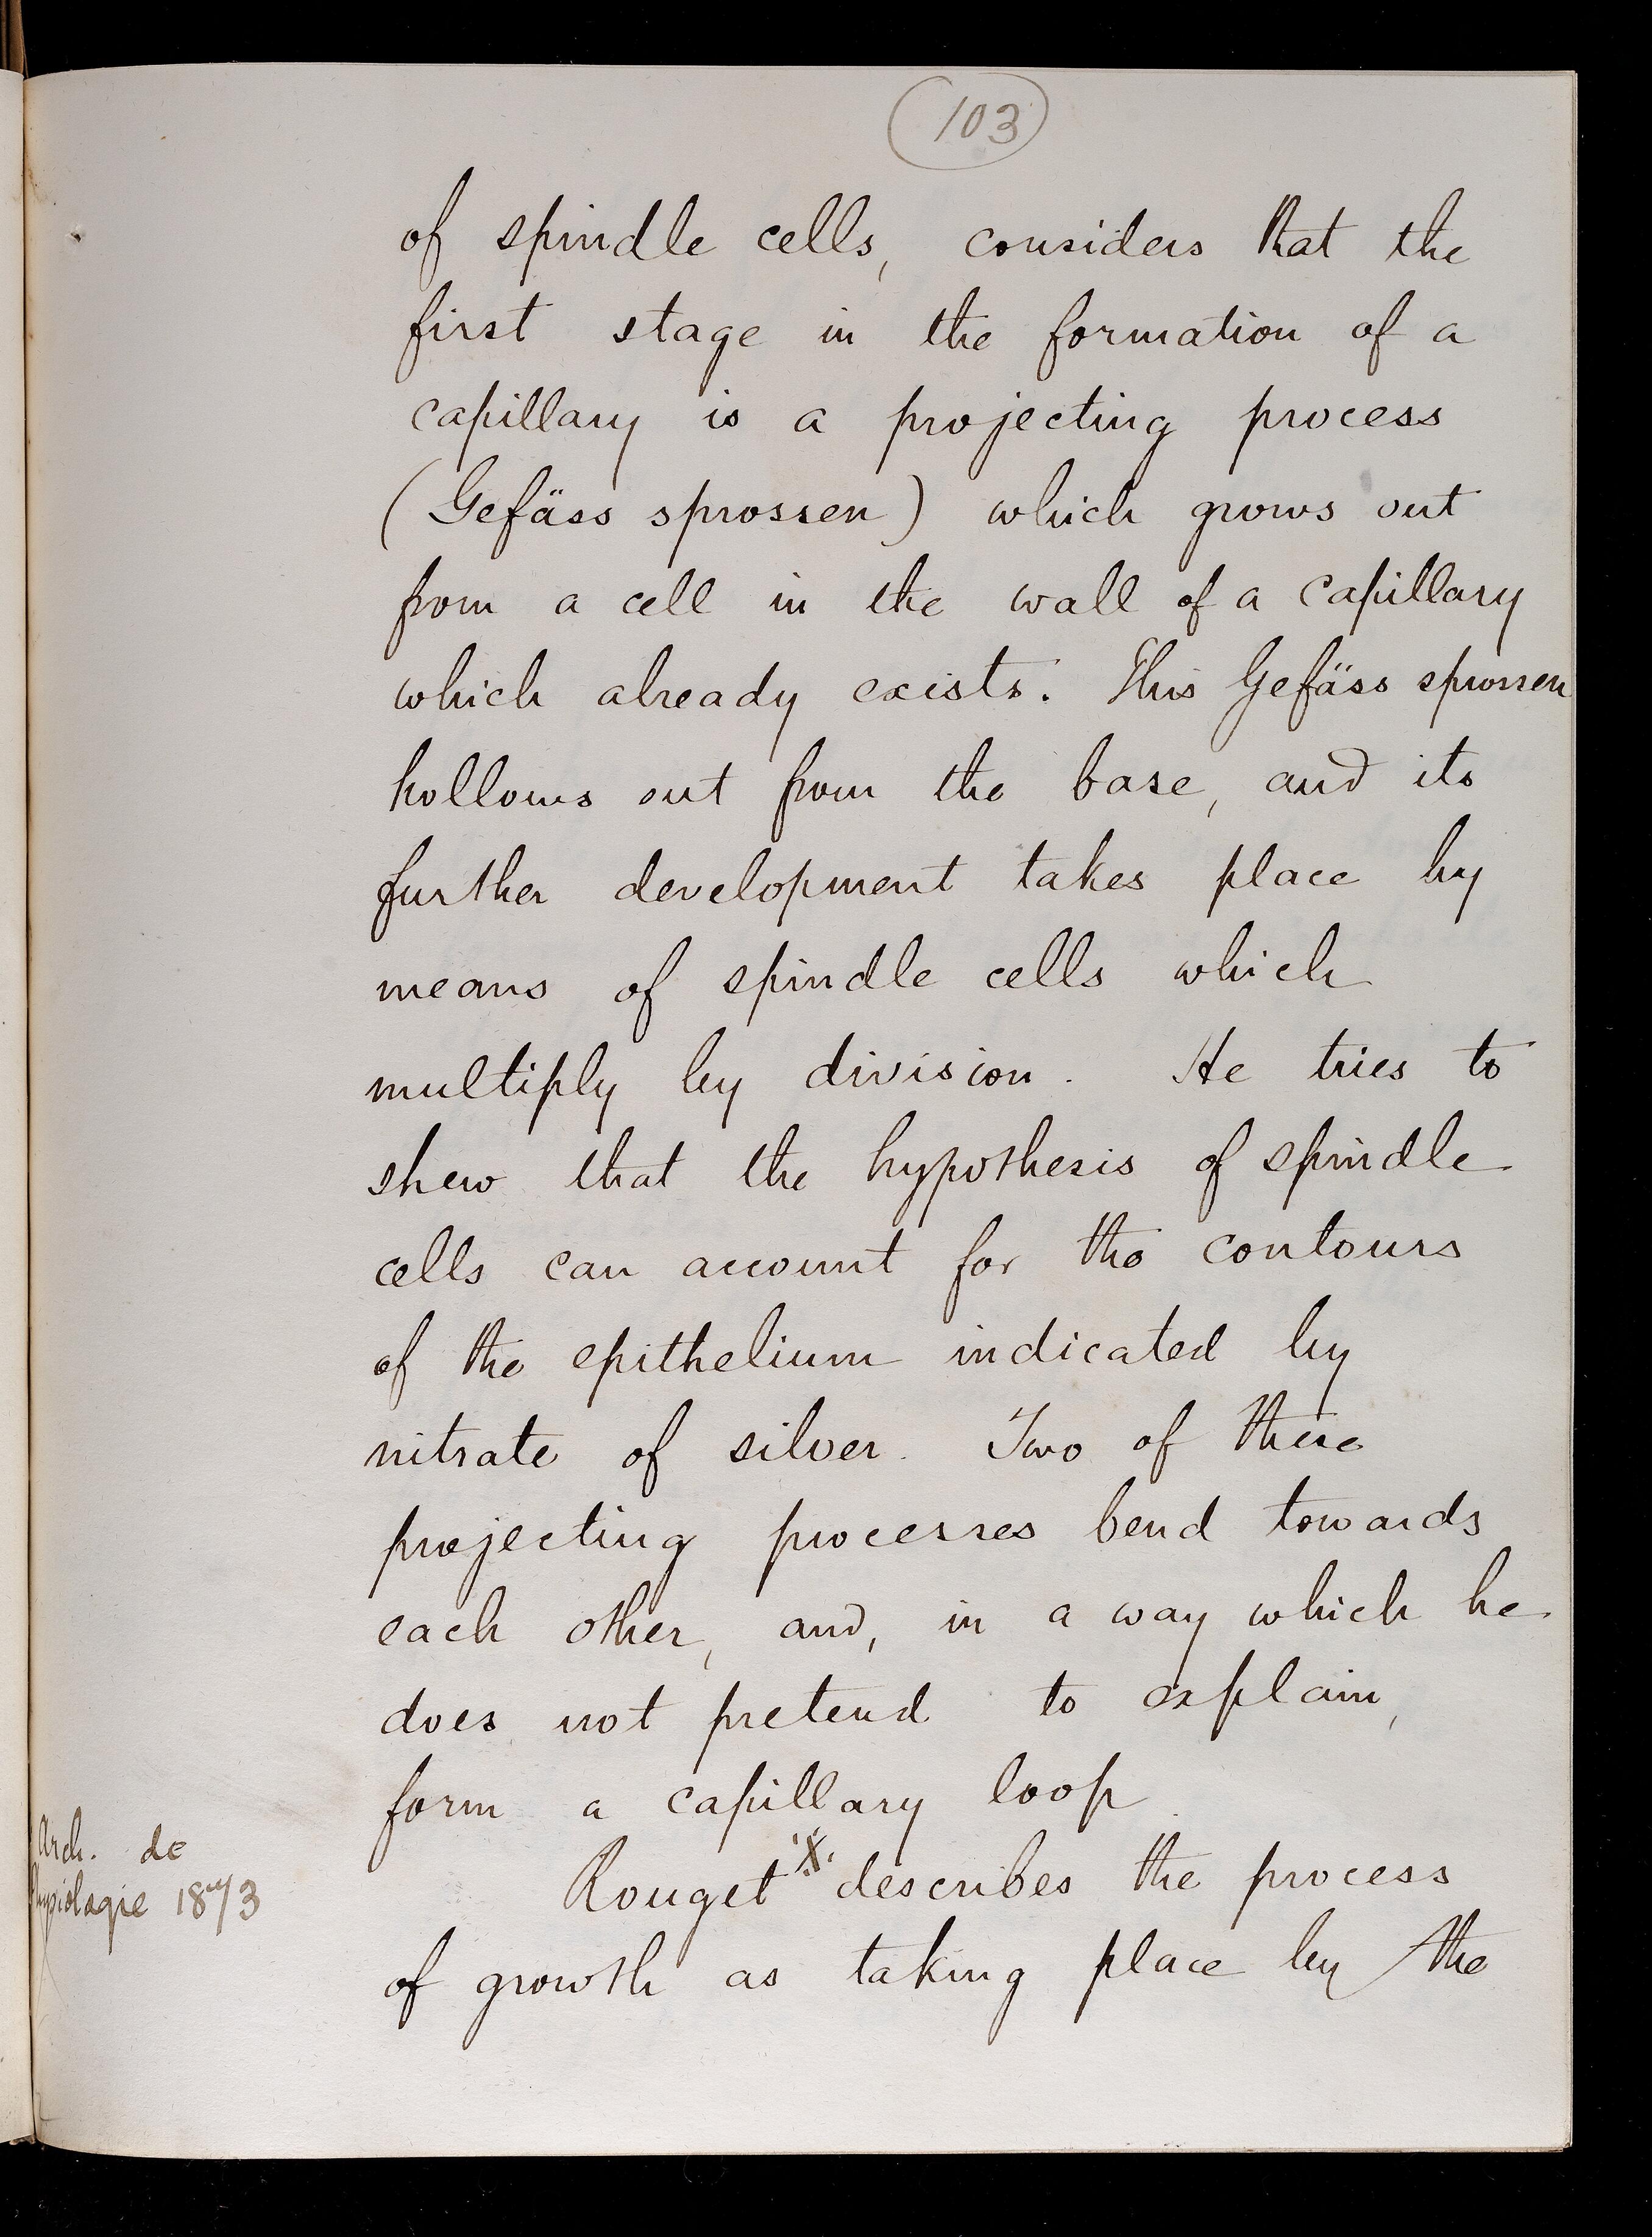 103
of spindle cells, considers that the
first stage in the formation of a
capillary is a projecting process
(Gefäss sprossen) which grows out
from a cell in the wall of a capillary
which already exists. This Gefäss sprossen
hollows out from the base, and its
further development takes place by
means of spindle cells which
multiply by division. He tries to
shew that the hypothesis of spindle
cells can account for the contours
of the epithelium indicated by
nitrate of silver. Two of these
projecting processes bend towards
each other, and, in a way which he
does not pretend to explain,
form a capillary loop.
Rouget x describes the process
of growth as taking place by the
Arch. de
Physiologie 1873